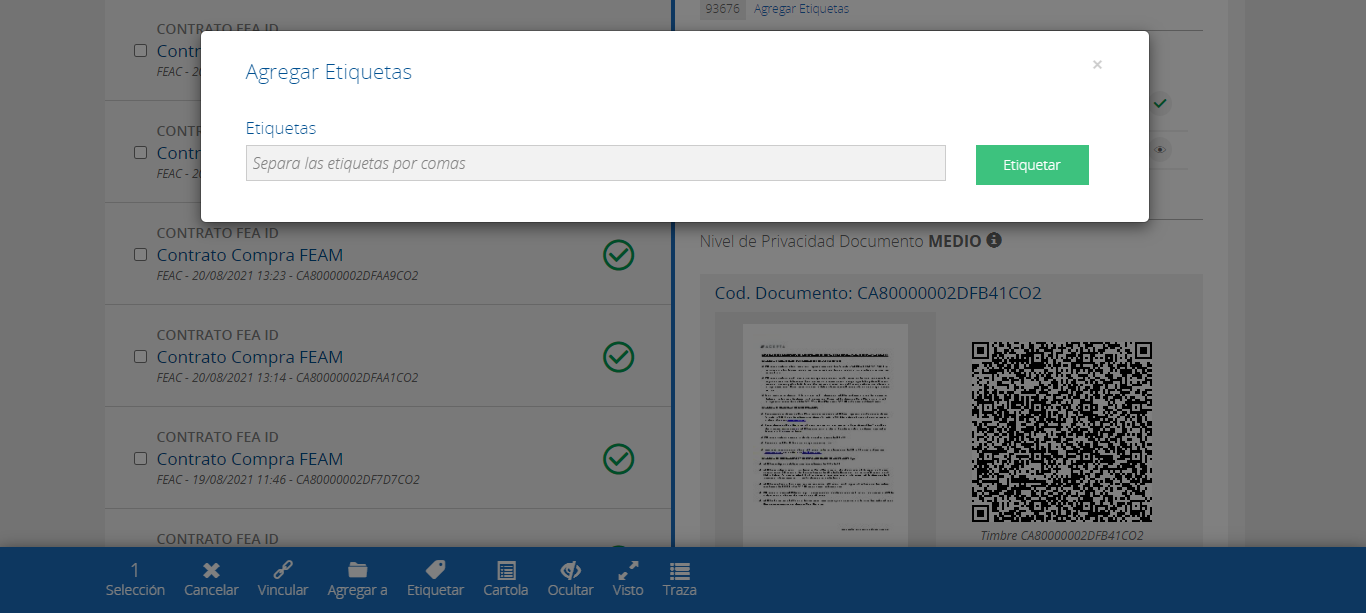 93676 Agregar Etiquetas
CONTRATO FEA ID
Contr
FEAC - 20
Agregar Etiquetas
×
Etiquetas
Separa las etiquetas por comas
Etiquetar
CONTR
Contr
FEAC - 20
CONTRATO FEA ID
Contrato Compra FEAM
FEAC - 20/08/2021 13:23 - CA80000002DFAA9CO2
Nivel de Privacidad Documento MEDIO
Cod. Documento: CA80000002DFB41CO2
CONTRATO FEA ID
Contrato Compra FEAM
FEAC - 20/08/2021 13:14 - CA80000002DFAA1CO2
CONTRATO FEA ID
Contrato Compra FEAM
FEAC - 19/08/2021 11:46 - CA80000002DF7D7CO2
Timbre CA80000002DFB41CO2
CONTRATO FEA ID
1
Selección Cancelar Vincular Agregar a Etiquetar Cartola Ocultar Visto Traza